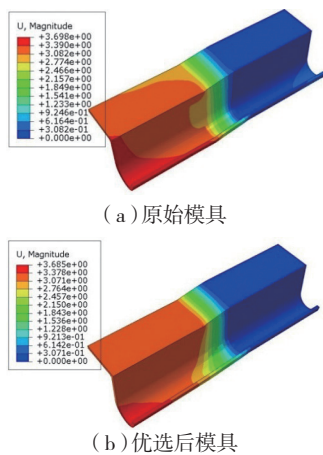 U, Magnitude
+3.698e+00
+3.390e+00
+3.082e+00
+2.774e+00
+2.466e+00
+2.157e+00
+1.849e+00
+1.541e+00
+1.233e+00
+9.246e-01
+6.164e-01
+3.082e-01
+0.000e+00
(a)原始模具
U, Magnitude
+3.685e+00
+3.378e+00
+3.071e+00
+2.764e+00
+2.457e+00
+2.150e+00
+1.843e+00
+1.536e+00
+1.228e+00
+9.213e-01
+6.142e-01
+3.071e-01
+0.000e+00
(b)优选后模具